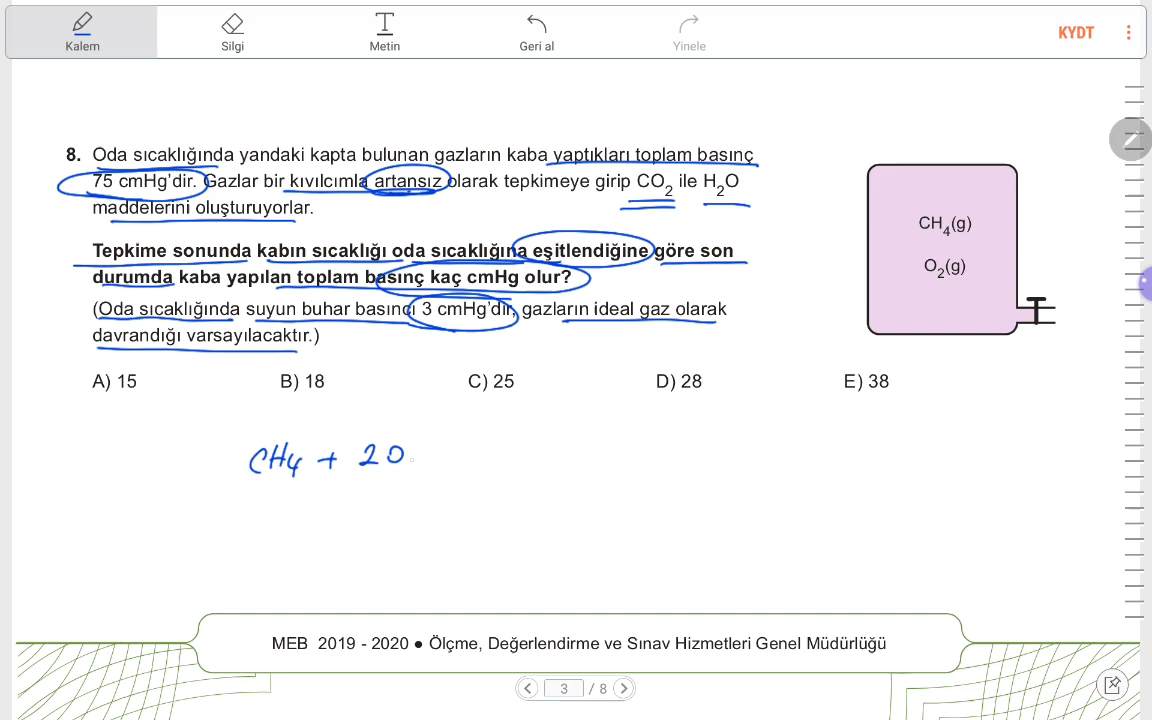 Kalem
Silgi
Metin
Geri al
Yinele
KYDT
8. Oda sıcaklığında yandaki kapta bulunan gazların kaba yaptıkları toplam basınç
75 cmHg'dir. Gazlar bir kıvılcımla artansız olarak tepkimeye girip CO2 ile H2O
maddelerini oluşturuyorlar.
Tepkime sonunda kabın sıcaklığı oda sıcaklığına eşitlendiğine göre son
durumda kaba yapılan toplam basınç kaç cmHg olur?
(Oda sıcaklığında suyun buhar basıncı 3 cmHg'dir, gazların ideal gaz olarak
davrandığı varsayılacaktır.)
CH4(g)
O2(g)
A) 15 B) 18 C) 25 D) 28 E) 38
CH4 + 2O
MEB 2019 - 2020 ● Ölçme, Değerlendirme ve Sınav Hizmetleri Genel Müdürlüğü
3 / 8